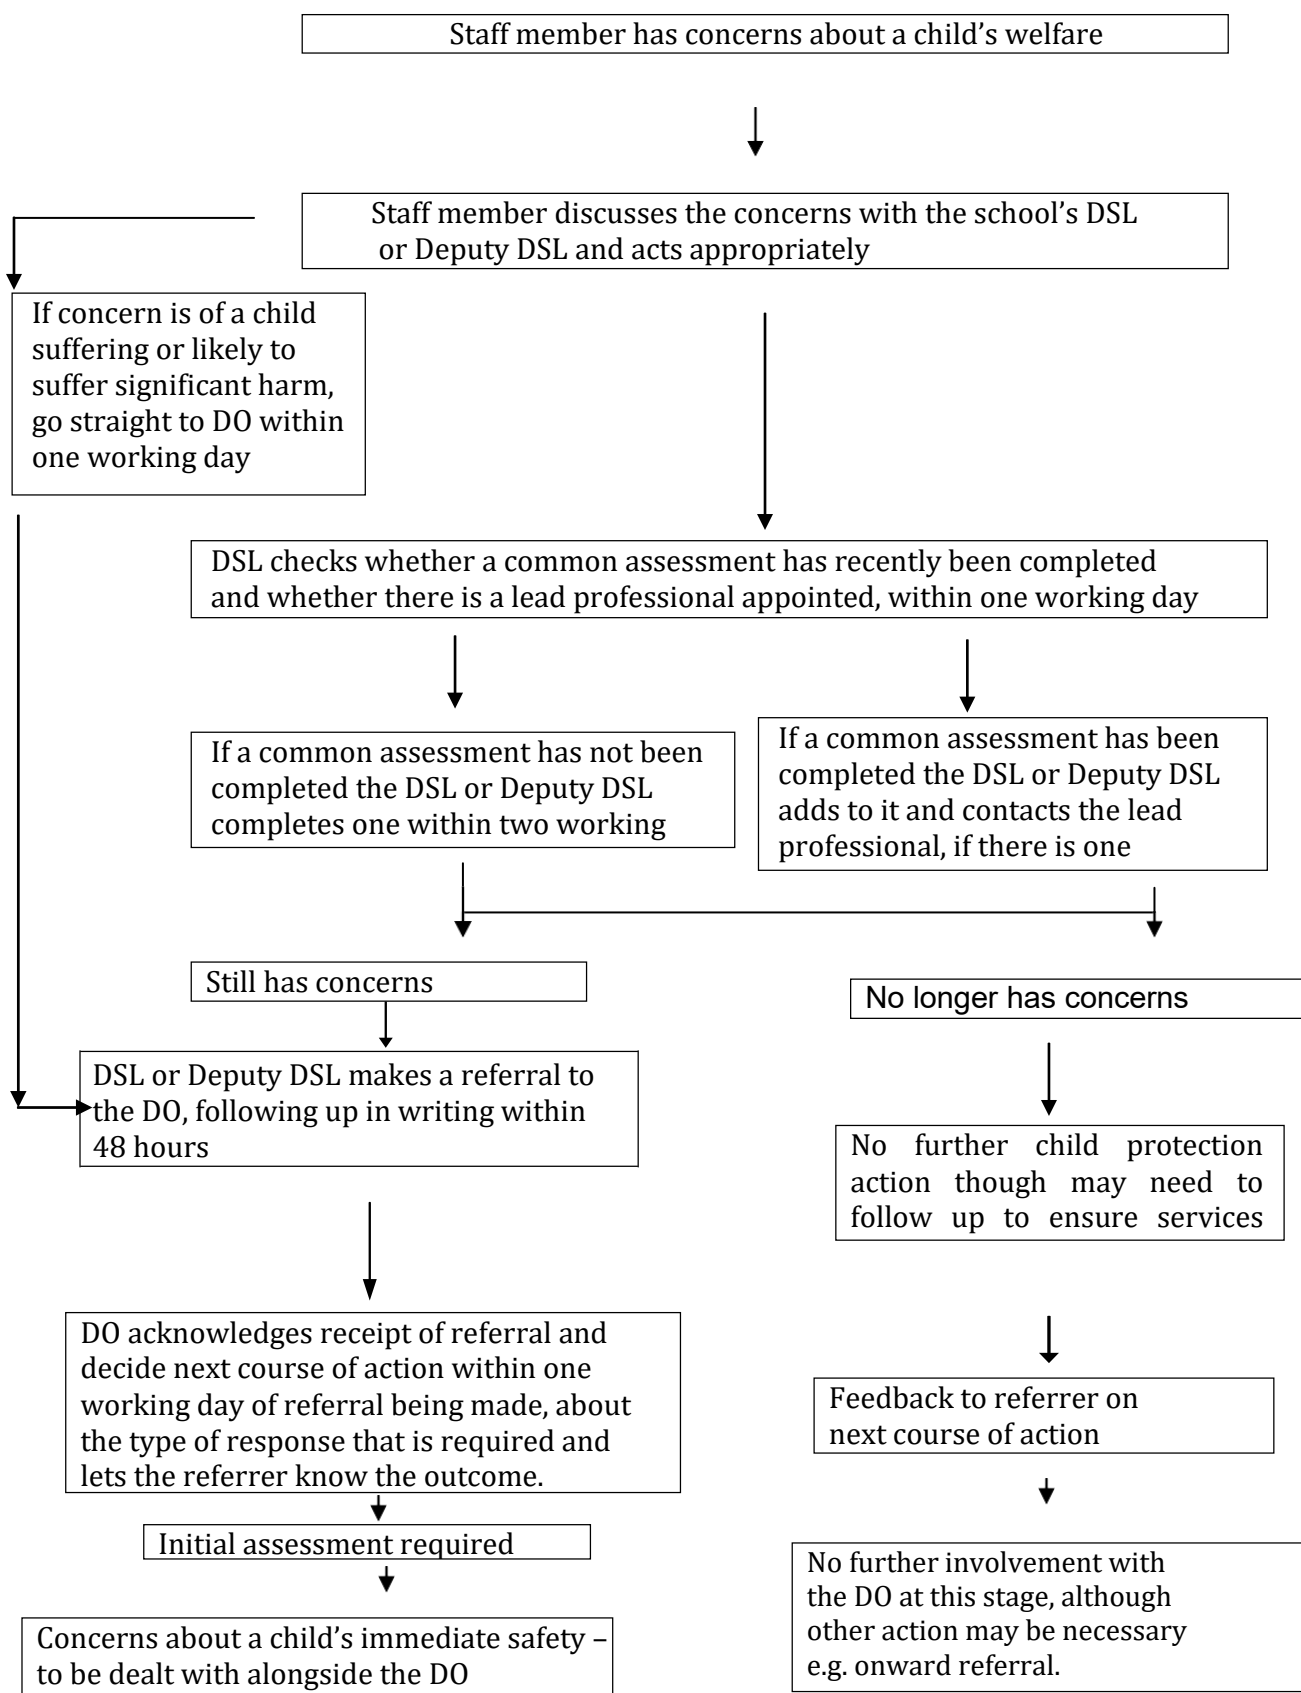 Staff member has concerns about a child’s welfare
Staff member discusses the concerns with the school’s DSL
or Deputy DSL and acts appropriately
If concern is of a child
suffering or likely to
suffer significant harm,
go straight to DO within
one working day
DSL checks whether a common assessment has recently been completed
and whether there is a lead professional appointed, within one working day
If a common assessment has not been
completed the DSL or Deputy DSL
completes one within two working
If a common assessment has been
completed the DSL or Deputy DSL
adds to it and contacts the lead
professional, if there is one
Still has concerns
No longer has concerns
DSL or Deputy DSL makes a referral to
the DO, following up in writing within
48 hours
No further child protection
action though may need to
follow up to ensure services
DO acknowledges receipt of referral and
decide next course of action within one
working day of referral being made, about
the type of response that is required and
lets the referrer know the outcome.
Feedback to referrer on
next course of action
Initial assessment required
No further involvement with
the DO at this stage, although
other action may be necessary
e.g. onward referral.
Concerns about a child’s immediate safety –
to be dealt with alongside the DO